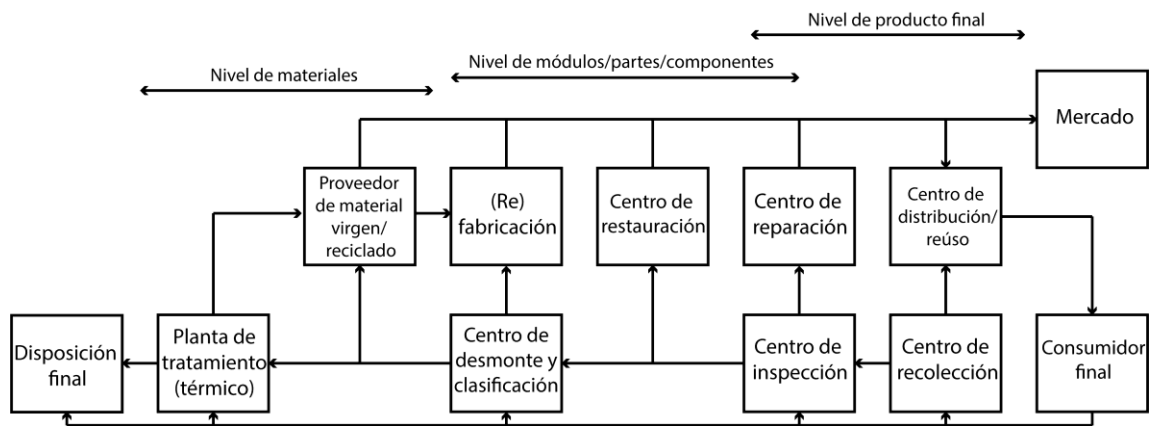 Nivel de producto final
Nivel de materiales
Nivel de módulos/partes/componentes
Mercado
Proveedor
de material
virgen/
reciclado
(Re)
fabricación
Centro de
restauración
Centro de
reparación
Centro de
distribución/
reúso
Disposición
final
Planta de
tratamiento
(térmico)
Centro de
desmonte y
clasificación
Centro de
inspección
Centro de
recolección
Consumidor
final